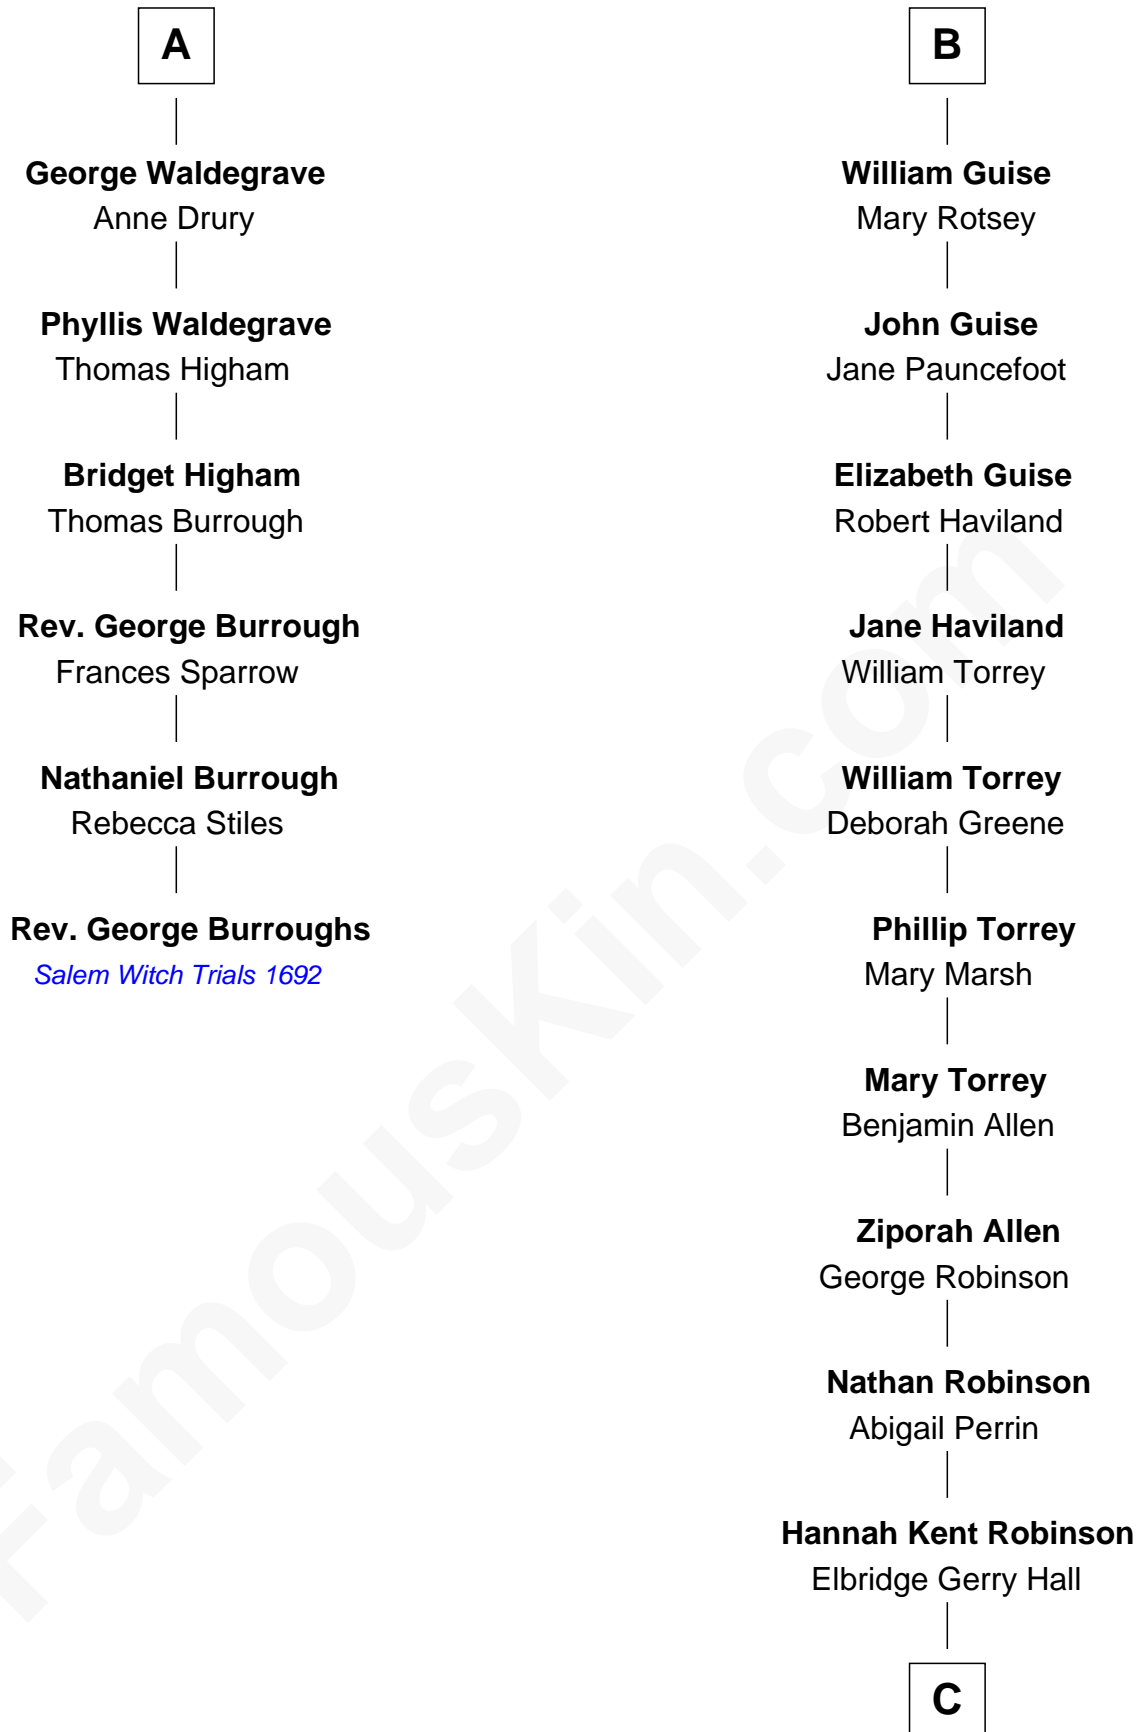 A
George Waldegrave
Anne Drury
Phyllis Waldegrave
Thomas Higham
Bridget Higham
Thomas Burrough
Rev. George Burrough
Frances Sparrow
Nathaniel Burrough
Rebecca Stiles
Rev. George Burroughs
Salem Witch Trials 1692
B
William Guise
Mary Rotsey
John Guise
Jane Pauncefoot
Elizabeth Guise
Robert Haviland
Jane Haviland
William Torrey
William Torrey
Deborah Greene
Phillip Torrey
Mary Marsh
Mary Torrey
Benjamin Allen
Ziporah Allen
George Robinson
Nathan Robinson
Abigail Perrin
Hannah Kent Robinson
Elbridge Gerry Hall
C
FamousKin.com